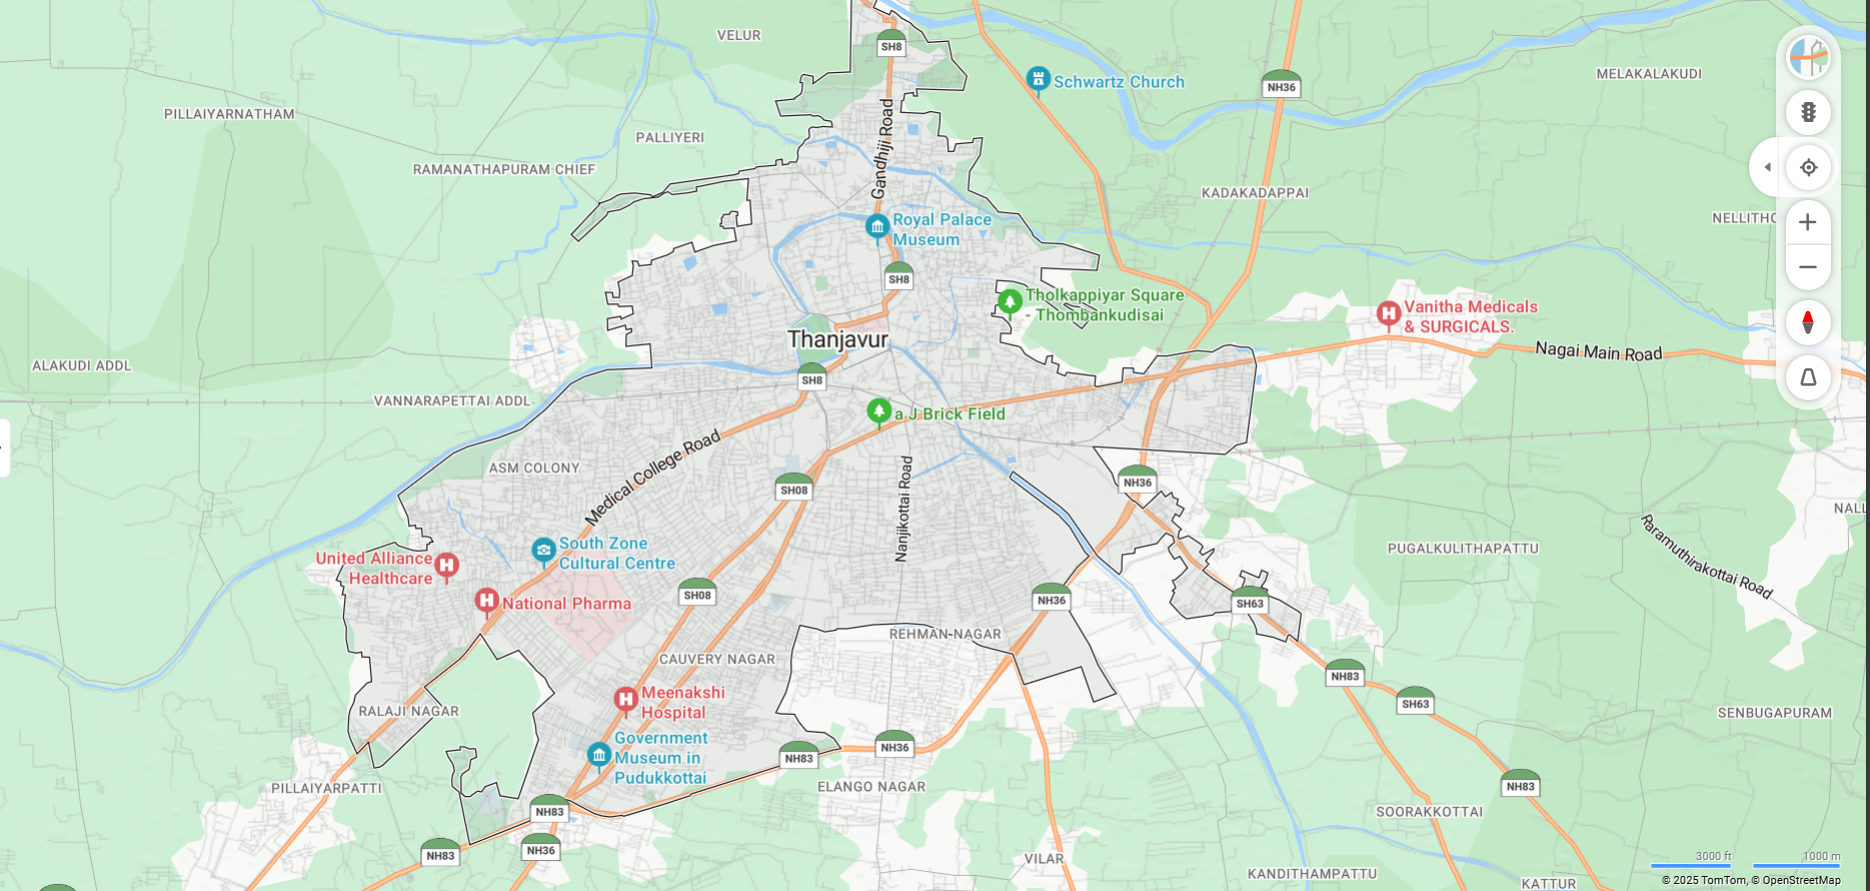 VELUR
SH8
Schwartz Church
NH36
MELAKALAKUDI
PILLAIYARNATHAM
PALLIYERI
Gandhiji Road
RAMANATHAPURAM CHIEF
KADAKADAPPAI
NELLITHO
Royal Palace
Museum
SH8
Tholkappiyar Square
- Thombankudisai
Vanitha Medicals
& SURGICALS.
Thanjavur
Nagai Main Road
ALAKUDI ADDL
SH8
VANNARAPETTAI ADDL
a J Brick Field
ASM COLONY
Medical College Road
SH08
Nanjikottai Road
NH36
NALL
South Zone
Cultural Centre
United Alliance
Healthcare
PUGALKULITHAPATTU
Raramuthirakottai Road
National Pharma
SH08
NH36
SH63
REHMAN-NAGAR
CAUVERY NAGAR
NH83
Meenakshi
Hospital
SH63
RALAJI NAGAR
SENBUGAPURAM
Government
Museum in
Pudukkottai
NH83
NH36
PILLAIYARPATTI
ELANGO NAGAR
NH83
NH83
SOORAKKOTTAI
NH83
NH36
VILAR
KANDITHAMPATTU
KATTUR
3000 ft
1000 m
© 2025 TomTom, © OpenStreetMap